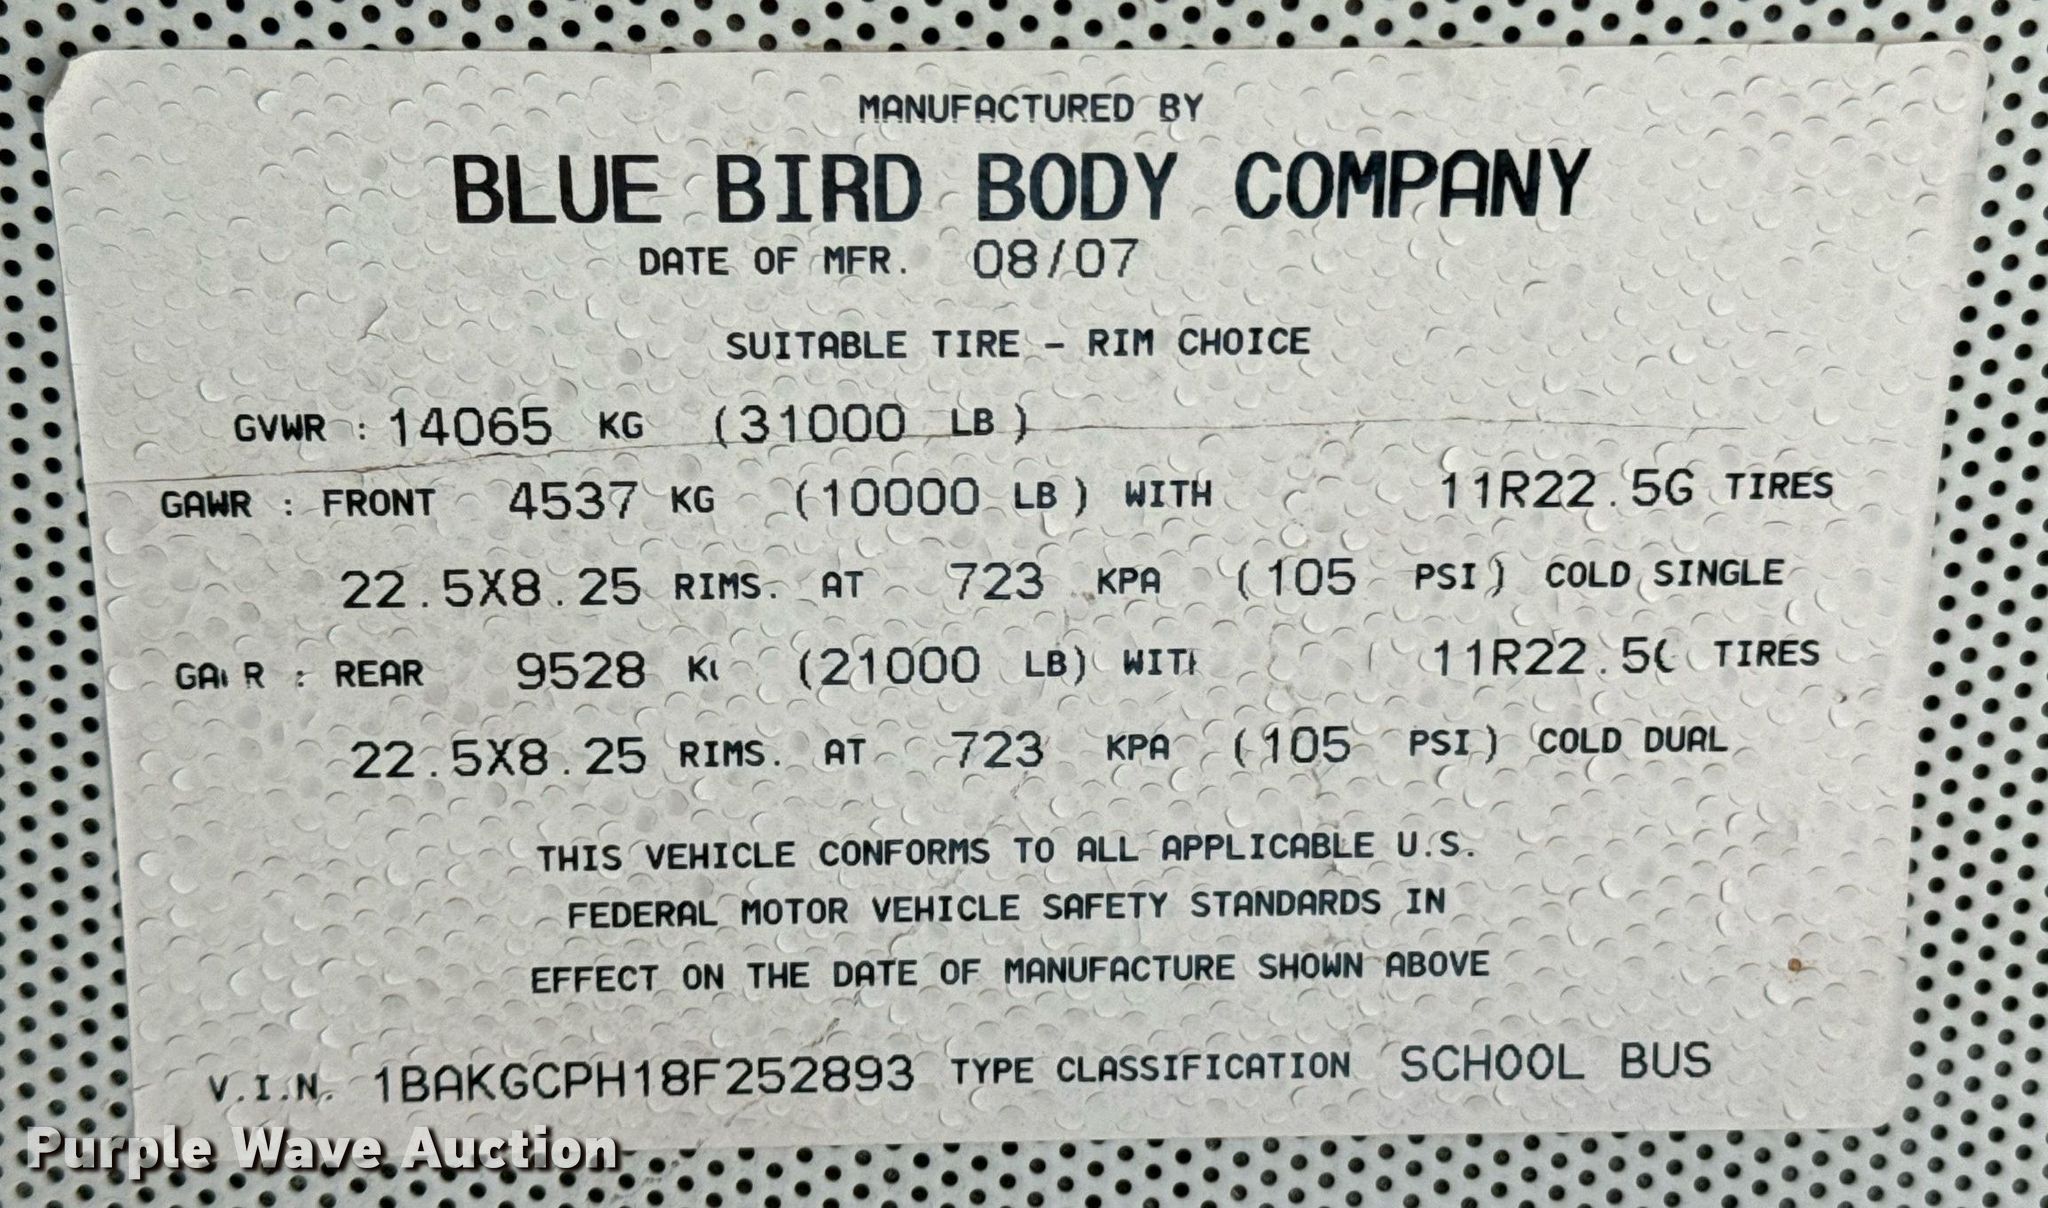 MANUFACTURED BY
BLUE BIRD BODY COMPANY
DATE OF MFR. 08/07
SUITABLE TIRE - RIM CHOICE
GVWR : 14065 KG (31000 LB)
GAWR : FRONT 4537 KG (10000 LB) WITH 11R22.5G TIRES
22.5X8.25 RIMS. AT 723 KPA (105 PSI) COLD SINGLE
GAWR : REAR 9528 KG (21000 LB) WITH 11R22.5G TIRES
22.5X8.25 RIMS. AT 723 KPA (105 PSI) COLD DUAL
THIS VEHICLE CONFORMS TO ALL APPLICABLE U.S.
FEDERAL MOTOR VEHICLE SAFETY STANDARDS IN
EFFECT ON THE DATE OF MANUFACTURE SHOWN ABOVE
V.I.N. 1BAKGCPH18F252893 TYPE CLASSIFICATION SCHOOL BUS
Purple Wave Auction